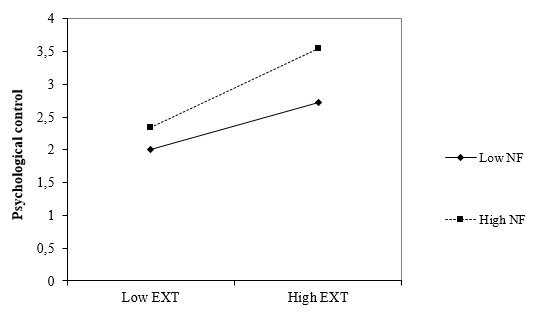 4
3,5
3
2,5
2
1,5
1
0,5
0
Psychological control
Low EXT
High EXT
Low NF
High NF